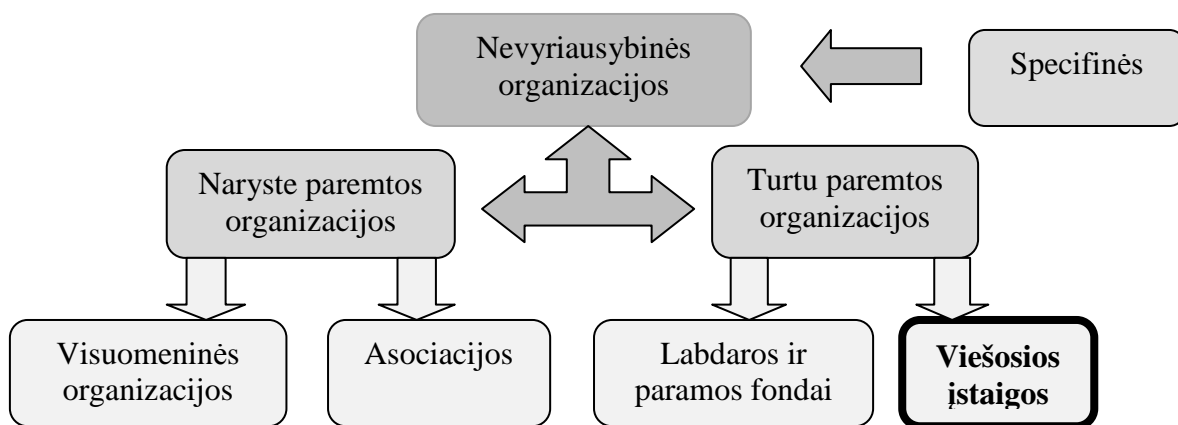 Nevyriausybinės
organizacijos
Specifinės
Naryste paremtos
organizacijos
Turtu paremtos
organizacijos
Visuomeninės
organizacijos
Asociacijos
Labdaros ir
paramos fondai
Viešosios
įstaigos